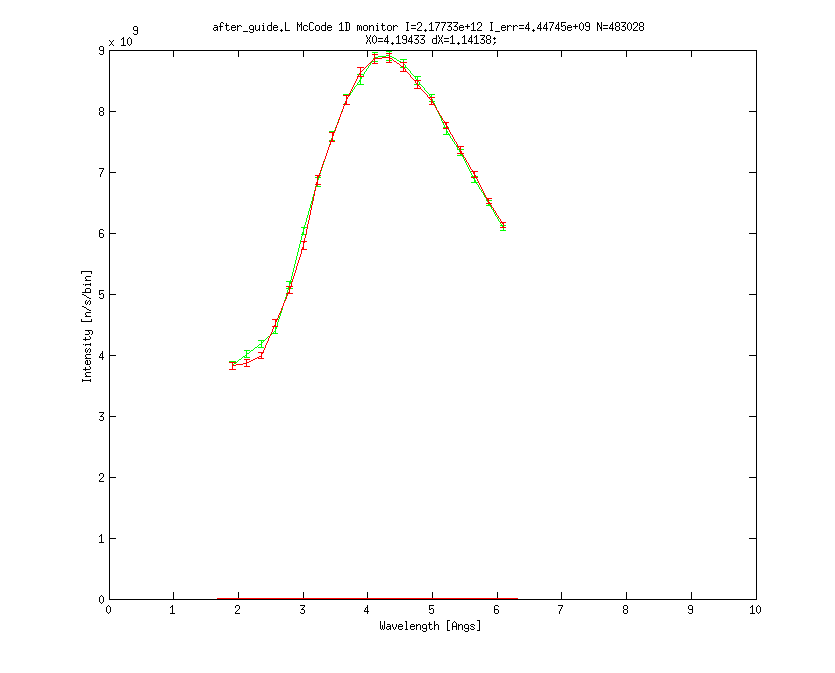 after_guide.L McCode 1D monitor I=2.17733e+12 I_err=4.44745e+09 N=483028
X0=4.19433 dX=1.14138;
x 10
9
9
8
7
6
5
4
3
2
1
0
Intensity [n/s/bin]
0 1 2 3 4 5 6 7 8 9 10
Wavelength [Angs]